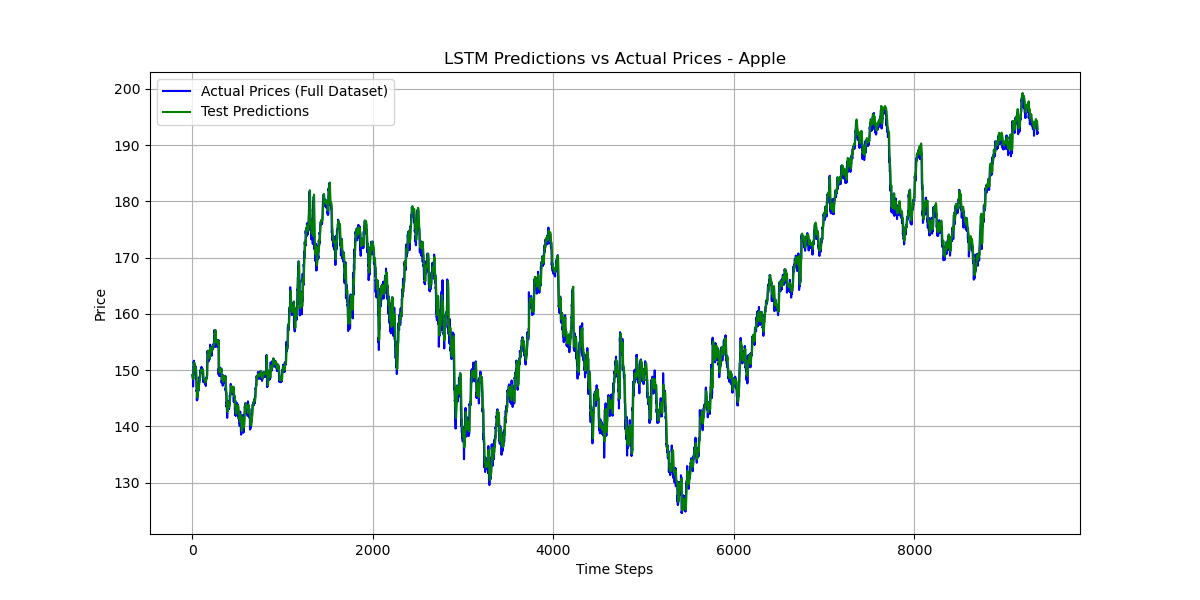 LSTM Predictions vs Actual Prices - Apple
Actual Prices (Full Dataset)
Test Predictions
200
190
180
170
160
150
140
130
Price
0 2000 4000 6000 8000
Time Steps